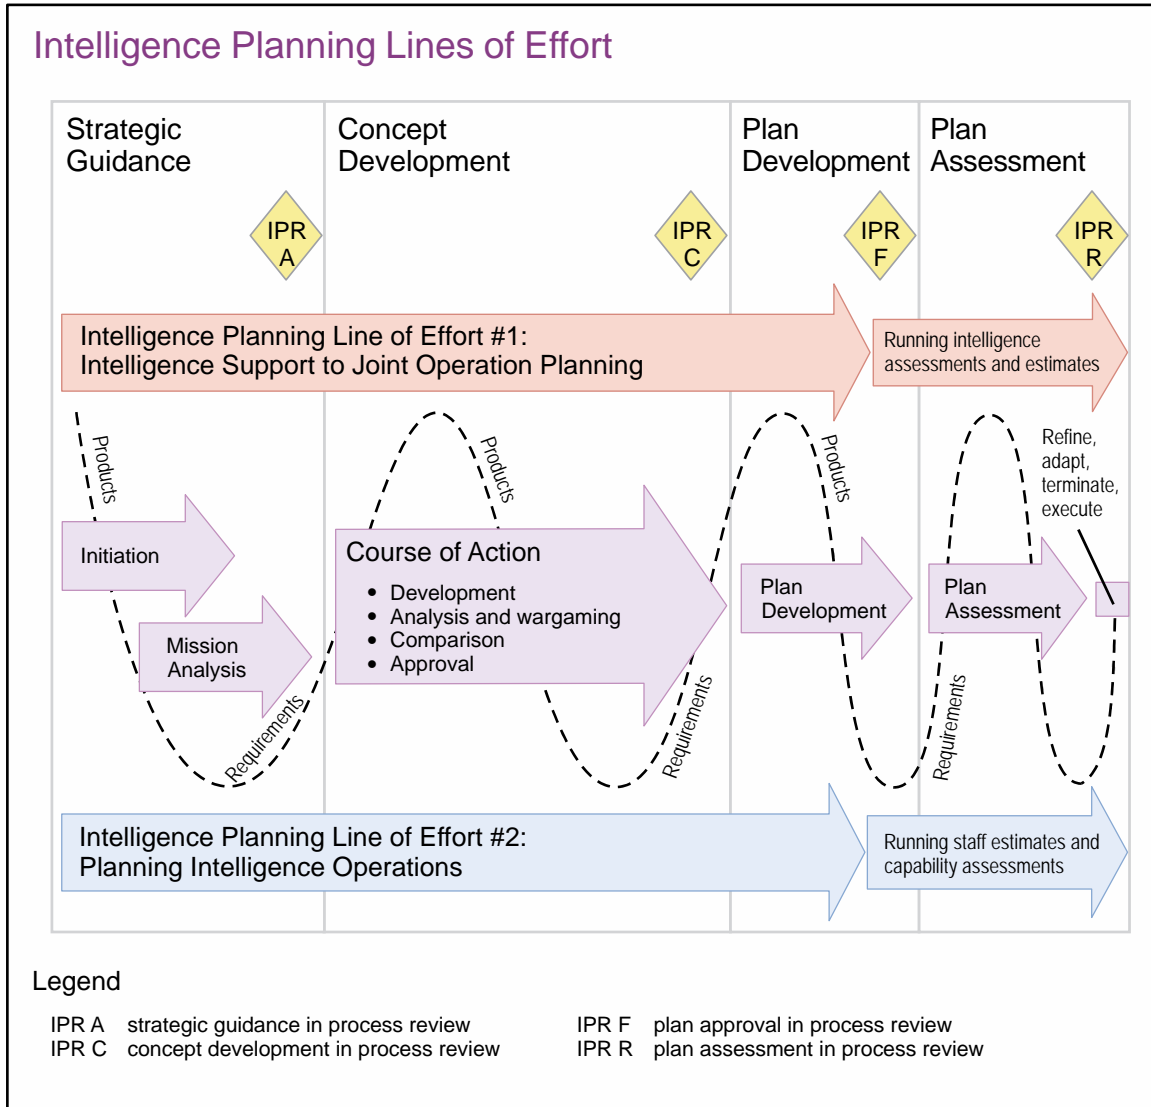 Intelligence Planning Lines of Effort
Strategic
Guidance
Concept
Development
Plan
Development
Plan
Assessment
IPR
A
IPR
C
IPR
F
IPR
R
Intelligence Planning Line of Effort #1:
Intelligence Support to Joint Operation Planning
Running intelligence
assessments and estimates
Products
Products
Products
Refine,
adapt,
terminate,
execute
Initiation
Mission
Analysis
Course of Action
• Development
• Analysis and wargaming
• Comparison
• Approval
Plan
Development
Plan
Assessment
Requirements
Requirements
Requirements
Intelligence Planning Line of Effort #2:
Planning Intelligence Operations
Running staff estimates and
capability assessments
Legend
IPR A strategic guidance in process review
IPR C concept development in process review
IPR F plan approval in process review
IPR R plan assessment in process review